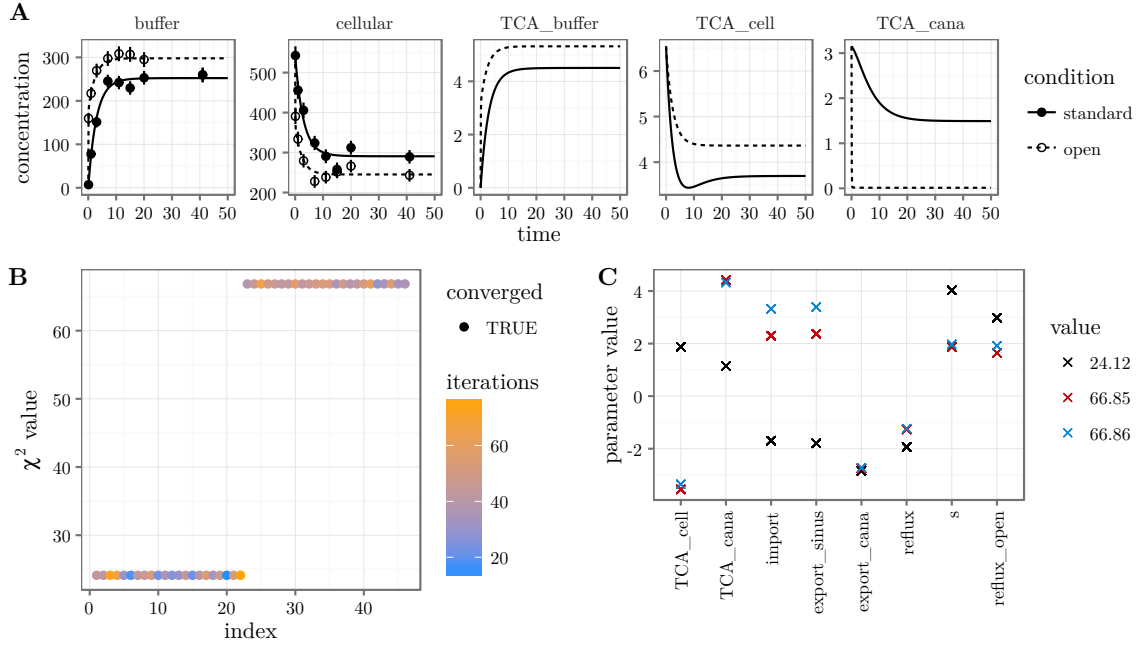 A
buffer
cellular
TCA_buffer
TCA_cell
TCA_cana
concentration
300
200
100
0
500
400
300
200
4
2
0
6
4
3
2
1
0
0 10 20 30 40 50
0 10 20 30 40 50
0 10 20 30 40 50
0 10 20 30 40 50
0 10 20 30 40 50
time
condition
standard
open
B
χ² value
60
50
40
30
0 10 20 30 40
index
converged
TRUE
iterations
60
40
20
C
parameter value
4
2
0
-2
TCA_cell
TCA_cana
import
export_sinus
export_cana
reflux
s
reflux_open
value
24.12
66.85
66.86